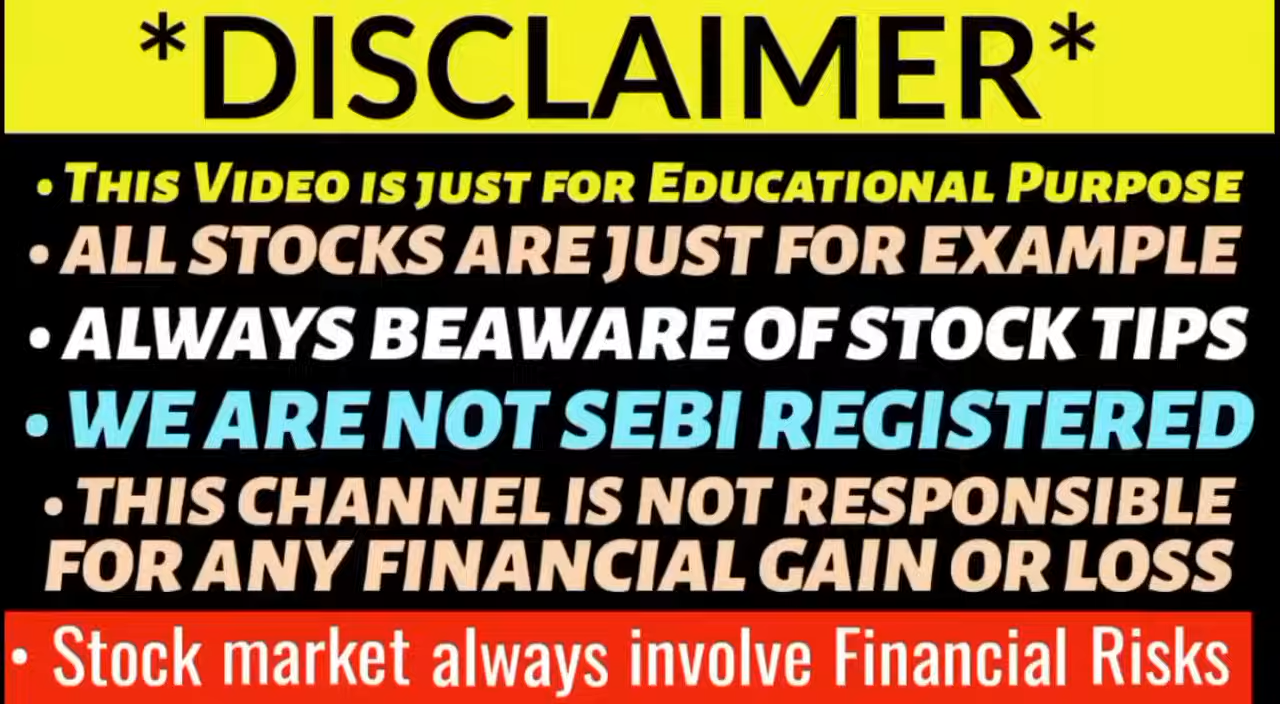 *DISCLAIMER*
• This Video is just for Educational Purpose
• ALL STOCKS ARE JUST FOR EXAMPLE
• ALWAYS BEAWARE OF STOCK TIPS
• WE ARE NOT SEBI REGISTERED
• THIS CHANNEL IS NOT RESPONSIBLE
FOR ANY FINANCIAL GAIN OR LOSS
• Stock market always involve Financial Risks